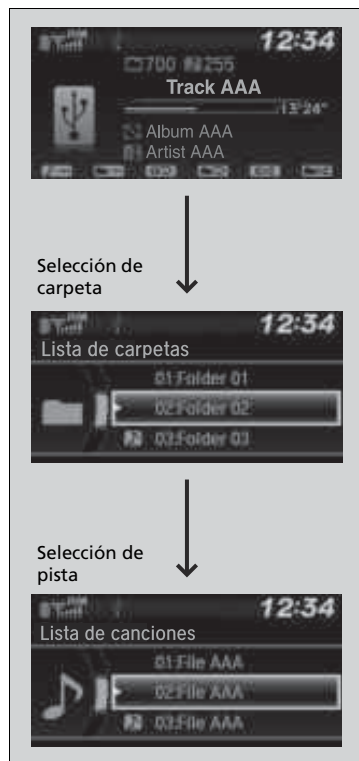 12:34
700 255
Track AAA
13'24"
Album AAA
Artist AAA
Selección de
carpeta
12:34
Lista de carpetas
01:Folder 01
02:Folder 02
03:Folder 03
Selección de
pista
12:34
Lista de canciones
01:File AAA
02:File AAA
03:File AAA